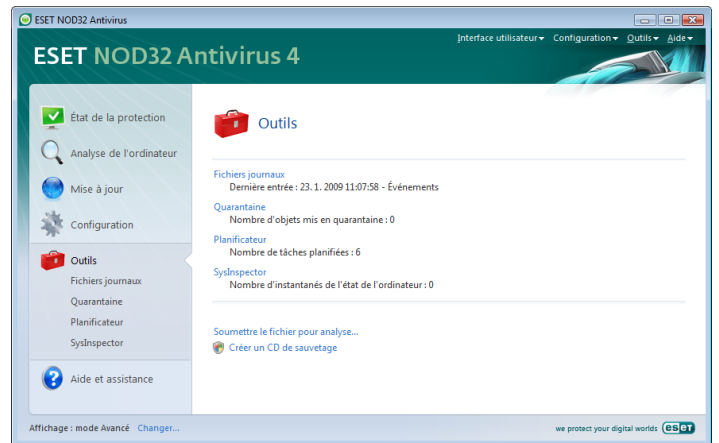 ESET NOD32 Antivirus
Interface utilisateur Configuration Outils Aide
ESET NOD32 Antivirus 4
État de la protection
Analyse de l'ordinateur
Mise à jour
Configuration
Outils
Fichiers journaux
Quarantaine
Planificateur
SysInspector
Aide et assistance
Outils
Fichiers journaux
Dernière entrée : 23. 1. 2009 11:07:58 - Événements
Quarantaine
Nombre d'objets mis en quarantaine : 0
Planificateur
Nombre de tâches planifiées : 6
SysInspector
Nombre d'instantanés de l'état de l'ordinateur : 0
Soumettre le fichier pour analyse...
Créer un CD de sauvetage
Affichage : mode Avancé Changer...
we protect your digital worlds eset